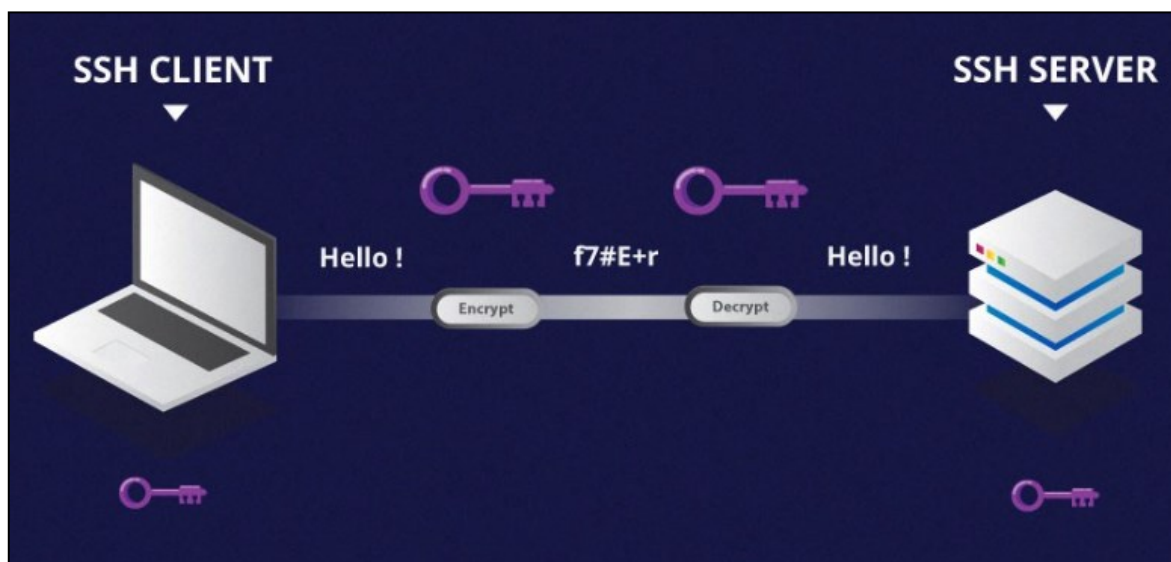 SSH CLIENT
SSH SERVER
Hello !
f7#E+r
Hello !
Encrypt
Decrypt